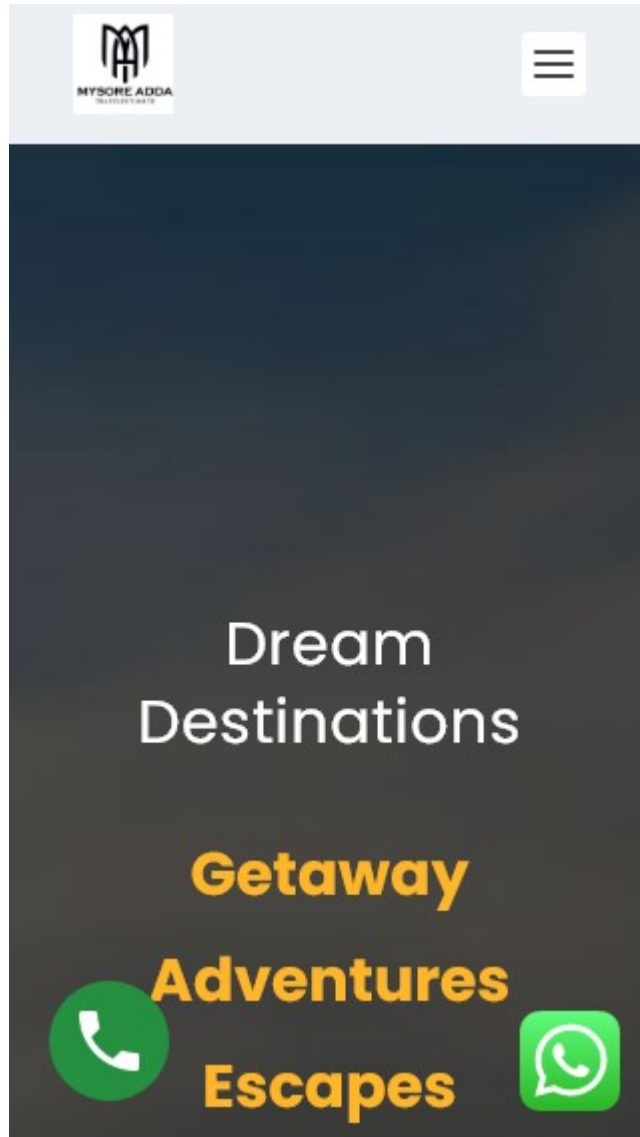 MYSORE ADDA
Dream
Destinations
Getaway
Adventures
Escapes